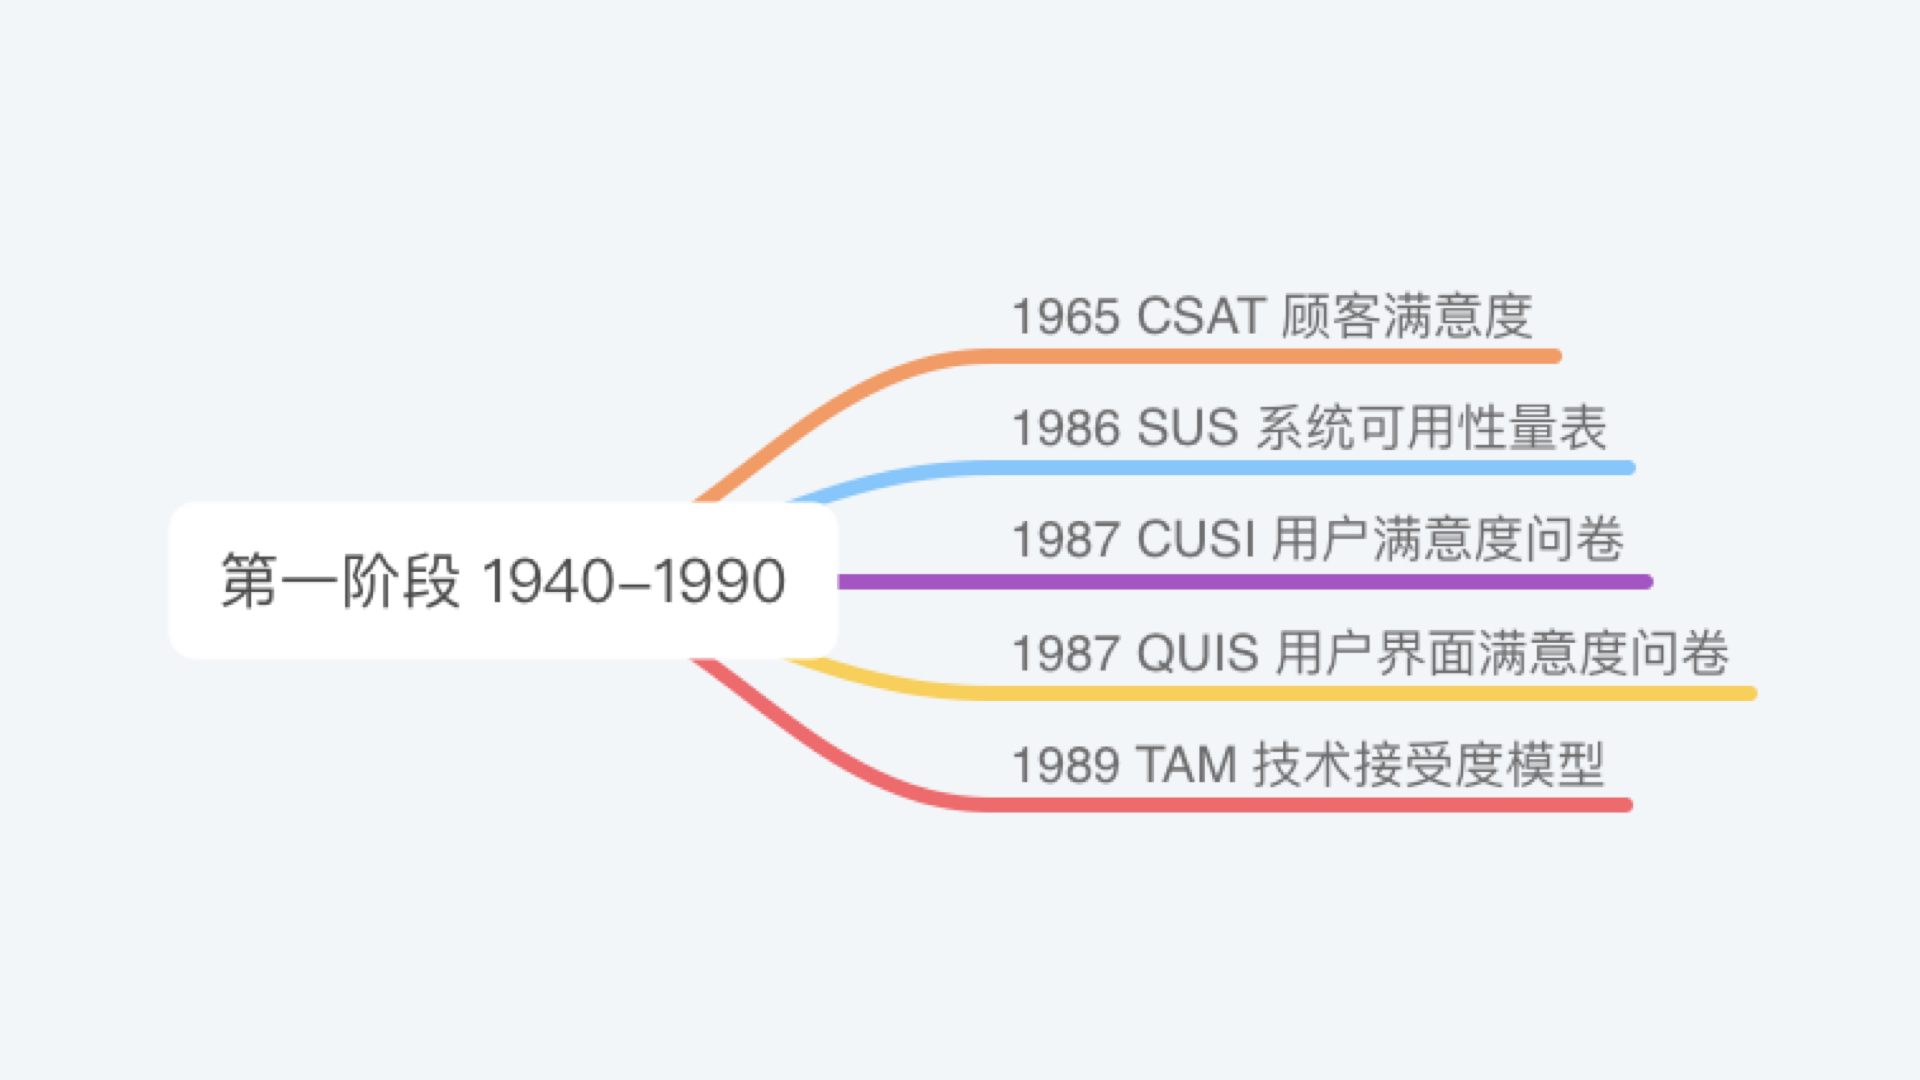 第一阶段 1940–1990
1965 CSAT 顾客满意度
1986 SUS 系统可用性量表
1987 CUSI 用户满意度问卷
1987 QUIS 用户界面满意度问卷
1989 TAM 技术接受度模型